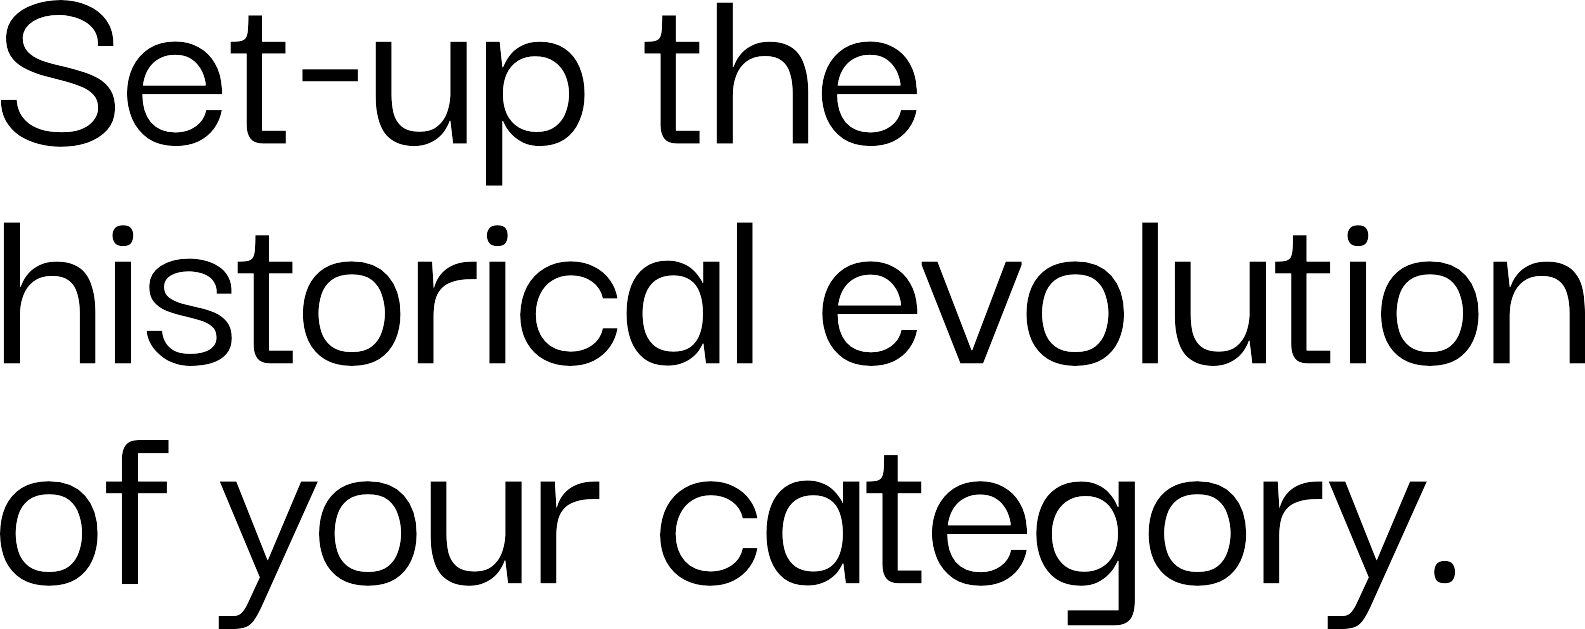 Set-up the
historical evolution
of your category.